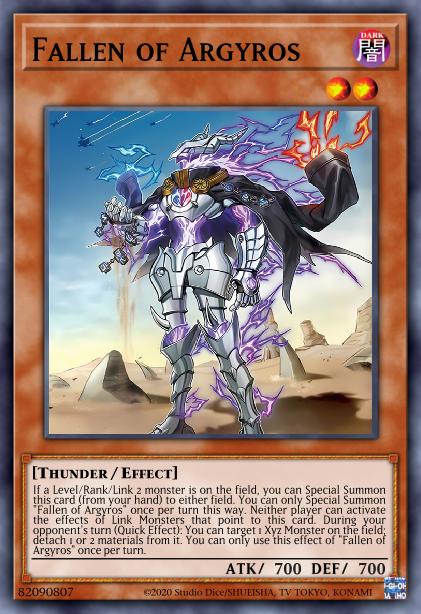 Fallen of Argyros
DARK
闇
[Thunder / Effect]
If a Level/Rank/Link 2 monster is on the field, you can Special Summon
this card (from your hand) to either field. You can only Special Summon
"Fallen of Argyros" once per turn this way. Neither player can activate
the effects of Link Monsters that point to this card. During your
opponent's turn (Quick Effect): You can target 1 Xyz Monster on the field;
detach 1 or 2 materials from it. You can only use this effect of "Fallen of
Argyros" once per turn.
ATK/ 700 DEF/ 700
82090807 ©2020 Studio Dice/SHUEISHA, TV TOKYO, KONAMI